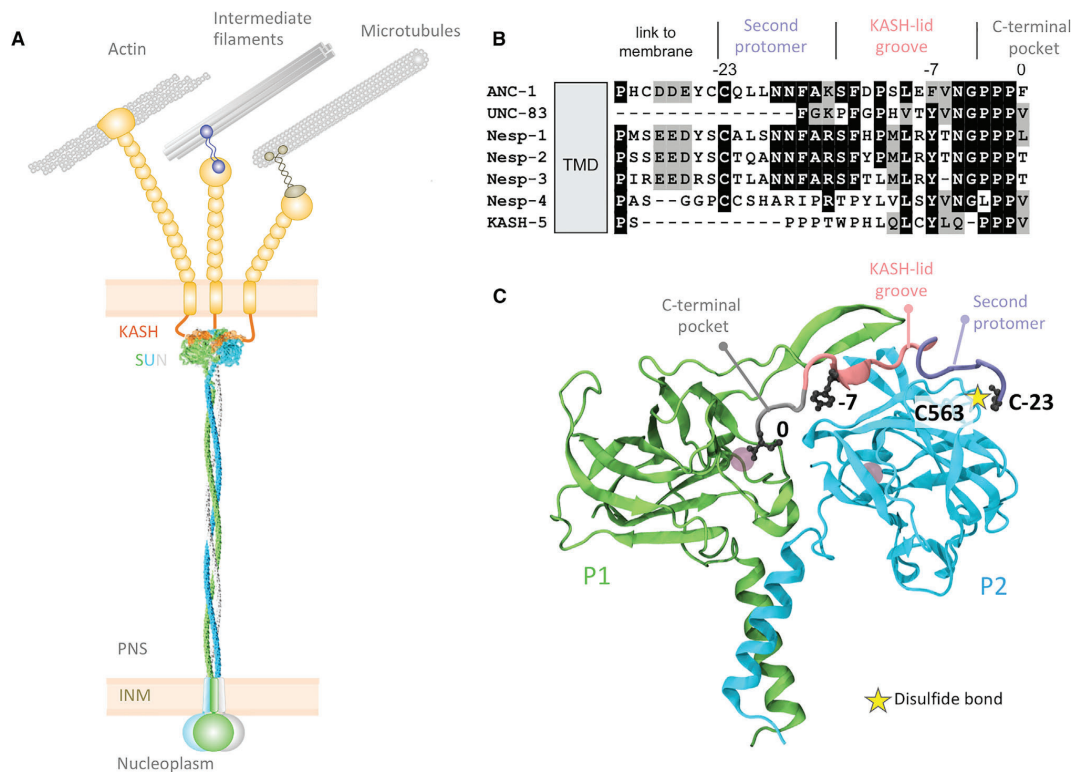 A
Actin
Intermediate
filaments
Microtubules
KASH
SUN
PNS
INM
Nucleoplasm
B
link to
membrane
Second
protomer
KASH-lid
groove
C-terminal
pocket
-23 -7 0
TMD
ANC-1 PHCDDEYCCQLLNNFAKSFDPSLEFVNGPPPF
UNC-83 --------------FGKPFGPHVTYVNGPPPV
Nesp-1 PMSEEDYSCALSNNFARSFHPMLRYTNGPPPL
Nesp-2 PSSEEDYSCTQANNFARSFYPMLRYTNGPPPT
Nesp-3 PIREEDRSCTLANNFARSFTLMLRY-NGPPPT
Nesp-4 PAS--GGPCCSHARIPRTPYLVLSYVNGLPPV
KASH-5 PS-----------PPPTWPHLQLCYLQ-PPPV
C
C-terminal
pocket
KASH-lid
groove
Second
protomer
-7
0
C563
C-23
P1
P2
Disulfide bond